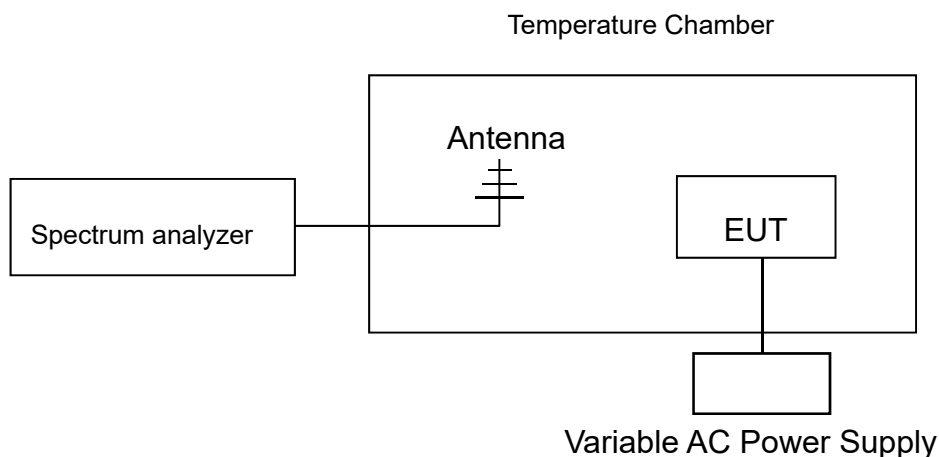 Temperature Chamber
Antenna
Spectrum analyzer
EUT
Variable AC Power Supply